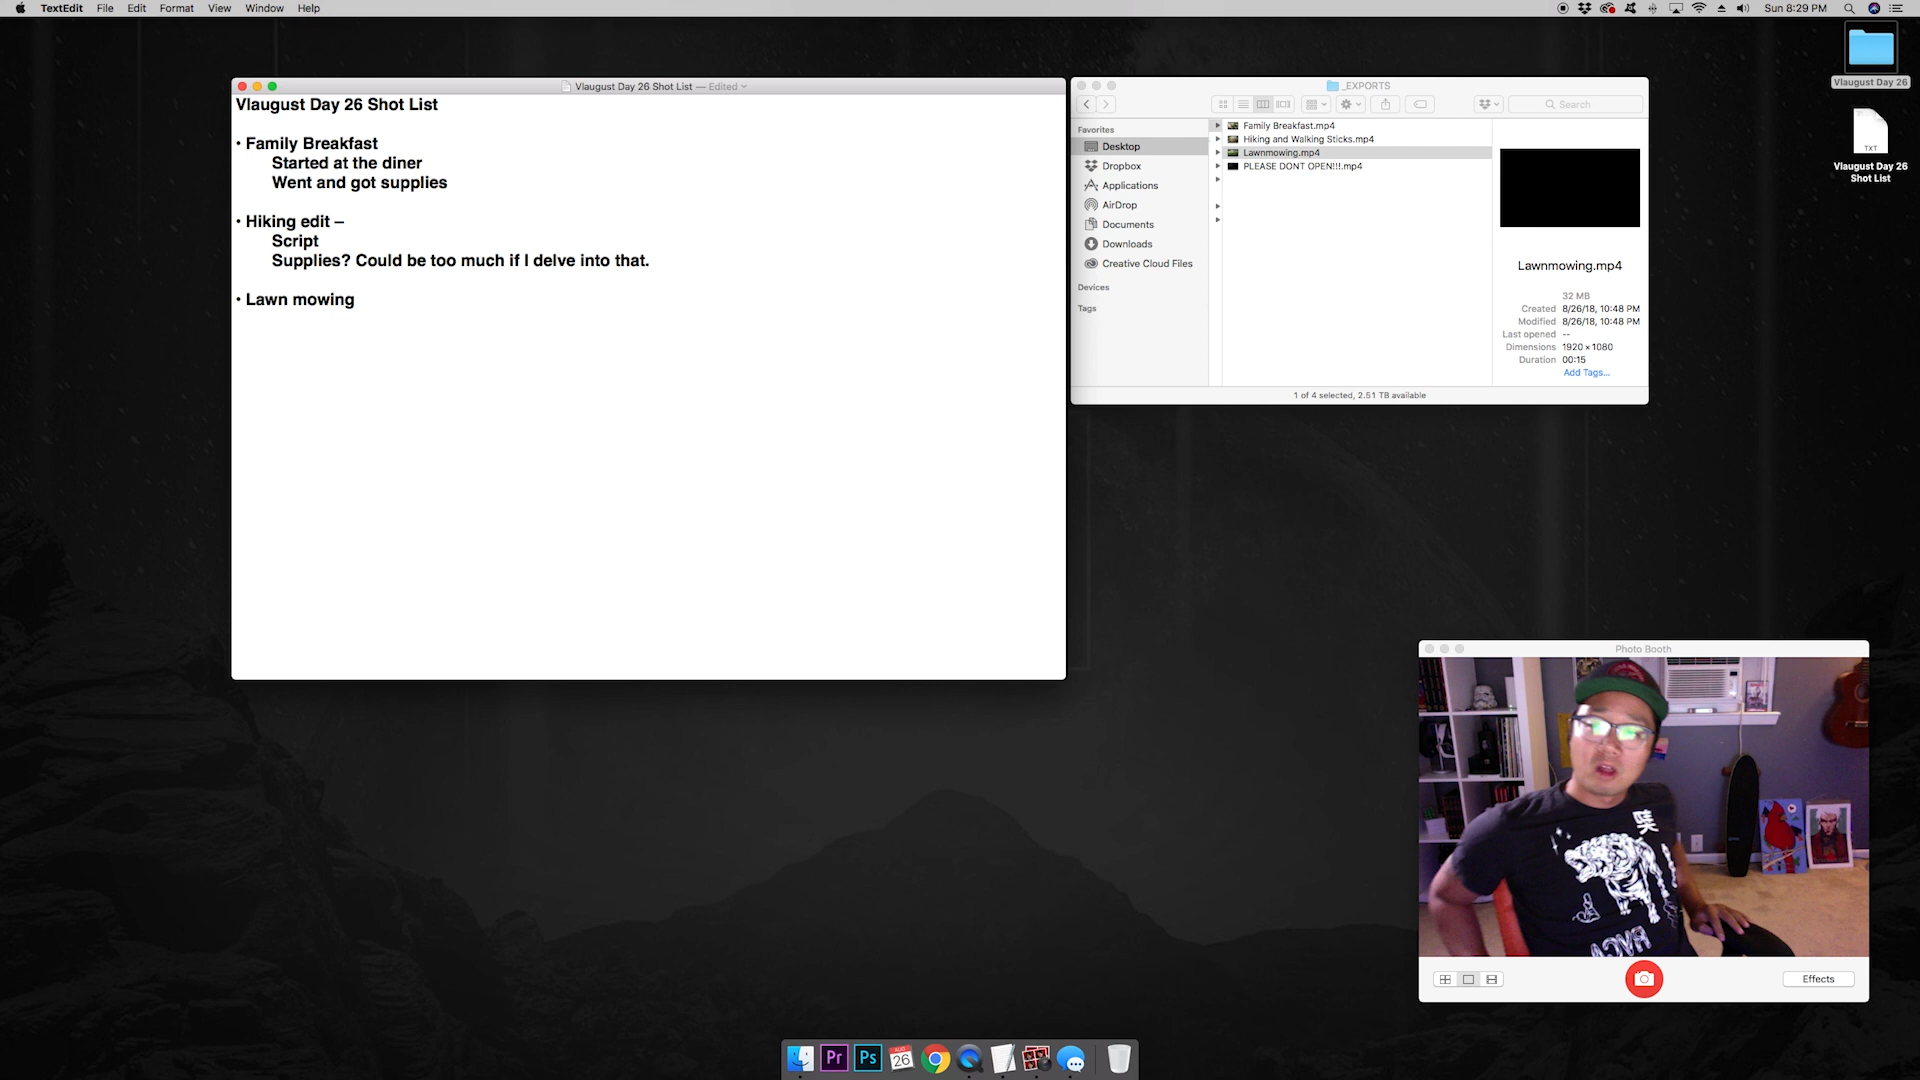 TextEdit File Edit Format View Window Help
Sun 8:29 PM
Vlaugust Day 26
TXT
Vlaugust Day 26
Shot List
Vlaugust Day 26 Shot List — Edited
Vlaugust Day 26 Shot List
• Family Breakfast
Started at the diner
Went and got supplies
• Hiking edit –
Script
Supplies? Could be too much if I delve into that.
• Lawn mowing
_EXPORTS
Search
Favorites
Desktop
Dropbox
Applications
AirDrop
Documents
Downloads
Creative Cloud Files
Devices
Tags
Family Breakfast.mp4
Hiking and Walking Sticks.mp4
Lawnmowing.mp4
PLEASE DONT OPEN!!!.mp4
Lawnmowing.mp4
32 MB
Created 8/26/18, 10:48 PM
Modified 8/26/18, 10:48 PM
Last opened --
Dimensions 1920 × 1080
Duration 00:15
Add Tags...
1 of 4 selected, 2.51 TB available
Photo Booth
Effects
Pr
Ps
AUG
26